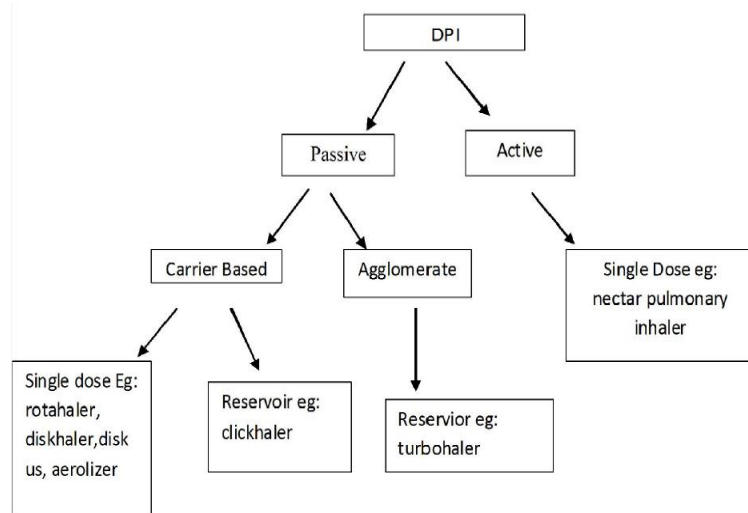 DPI
Passive
Active
Carrier Based
Agglomerate
Single Dose eg:
nectar pulmonary
inhaler
Single dose Eg:
rotahaler,
diskhaler,disk
us, aerolizer
Reservoir eg:
clickhaler
Reservior eg:
turbohaler